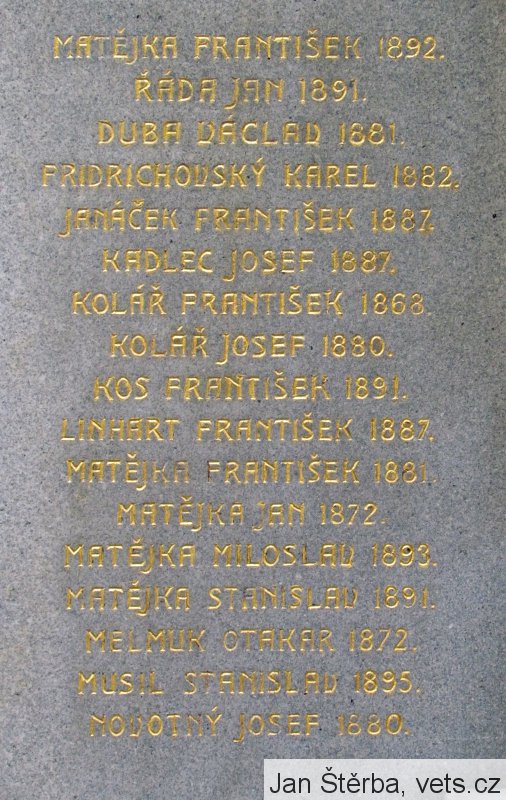 MATĚJKA FRANTIŠEK 1892.
ŘÁDA JAN 1891.
DUBA VÁCLAV 1881.
FRIDRICHOVSKÝ KAREL 1882.
JANÁČEK FRANTIŠEK 1887.
KADLEC JOSEF 1887.
KOLÁŘ FRANTIŠEK 1868.
KOLÁŘ JOSEF 1880.
KOS FRANTIŠEK 1891.
LINHART FRANTIŠEK 1887.
MATĚJKA FRANTIŠEK 1881.
MATĚJKA JAN 1872.
MATĚJKA MILOSLAV 1893.
MATĚJKA STANISLAV 1891.
MELMUK OTAKAR 1872.
MUSIL STANISLAV 1895.
NOVOTNÝ JOSEF 1880.
Jan Štěrba, vets.cz